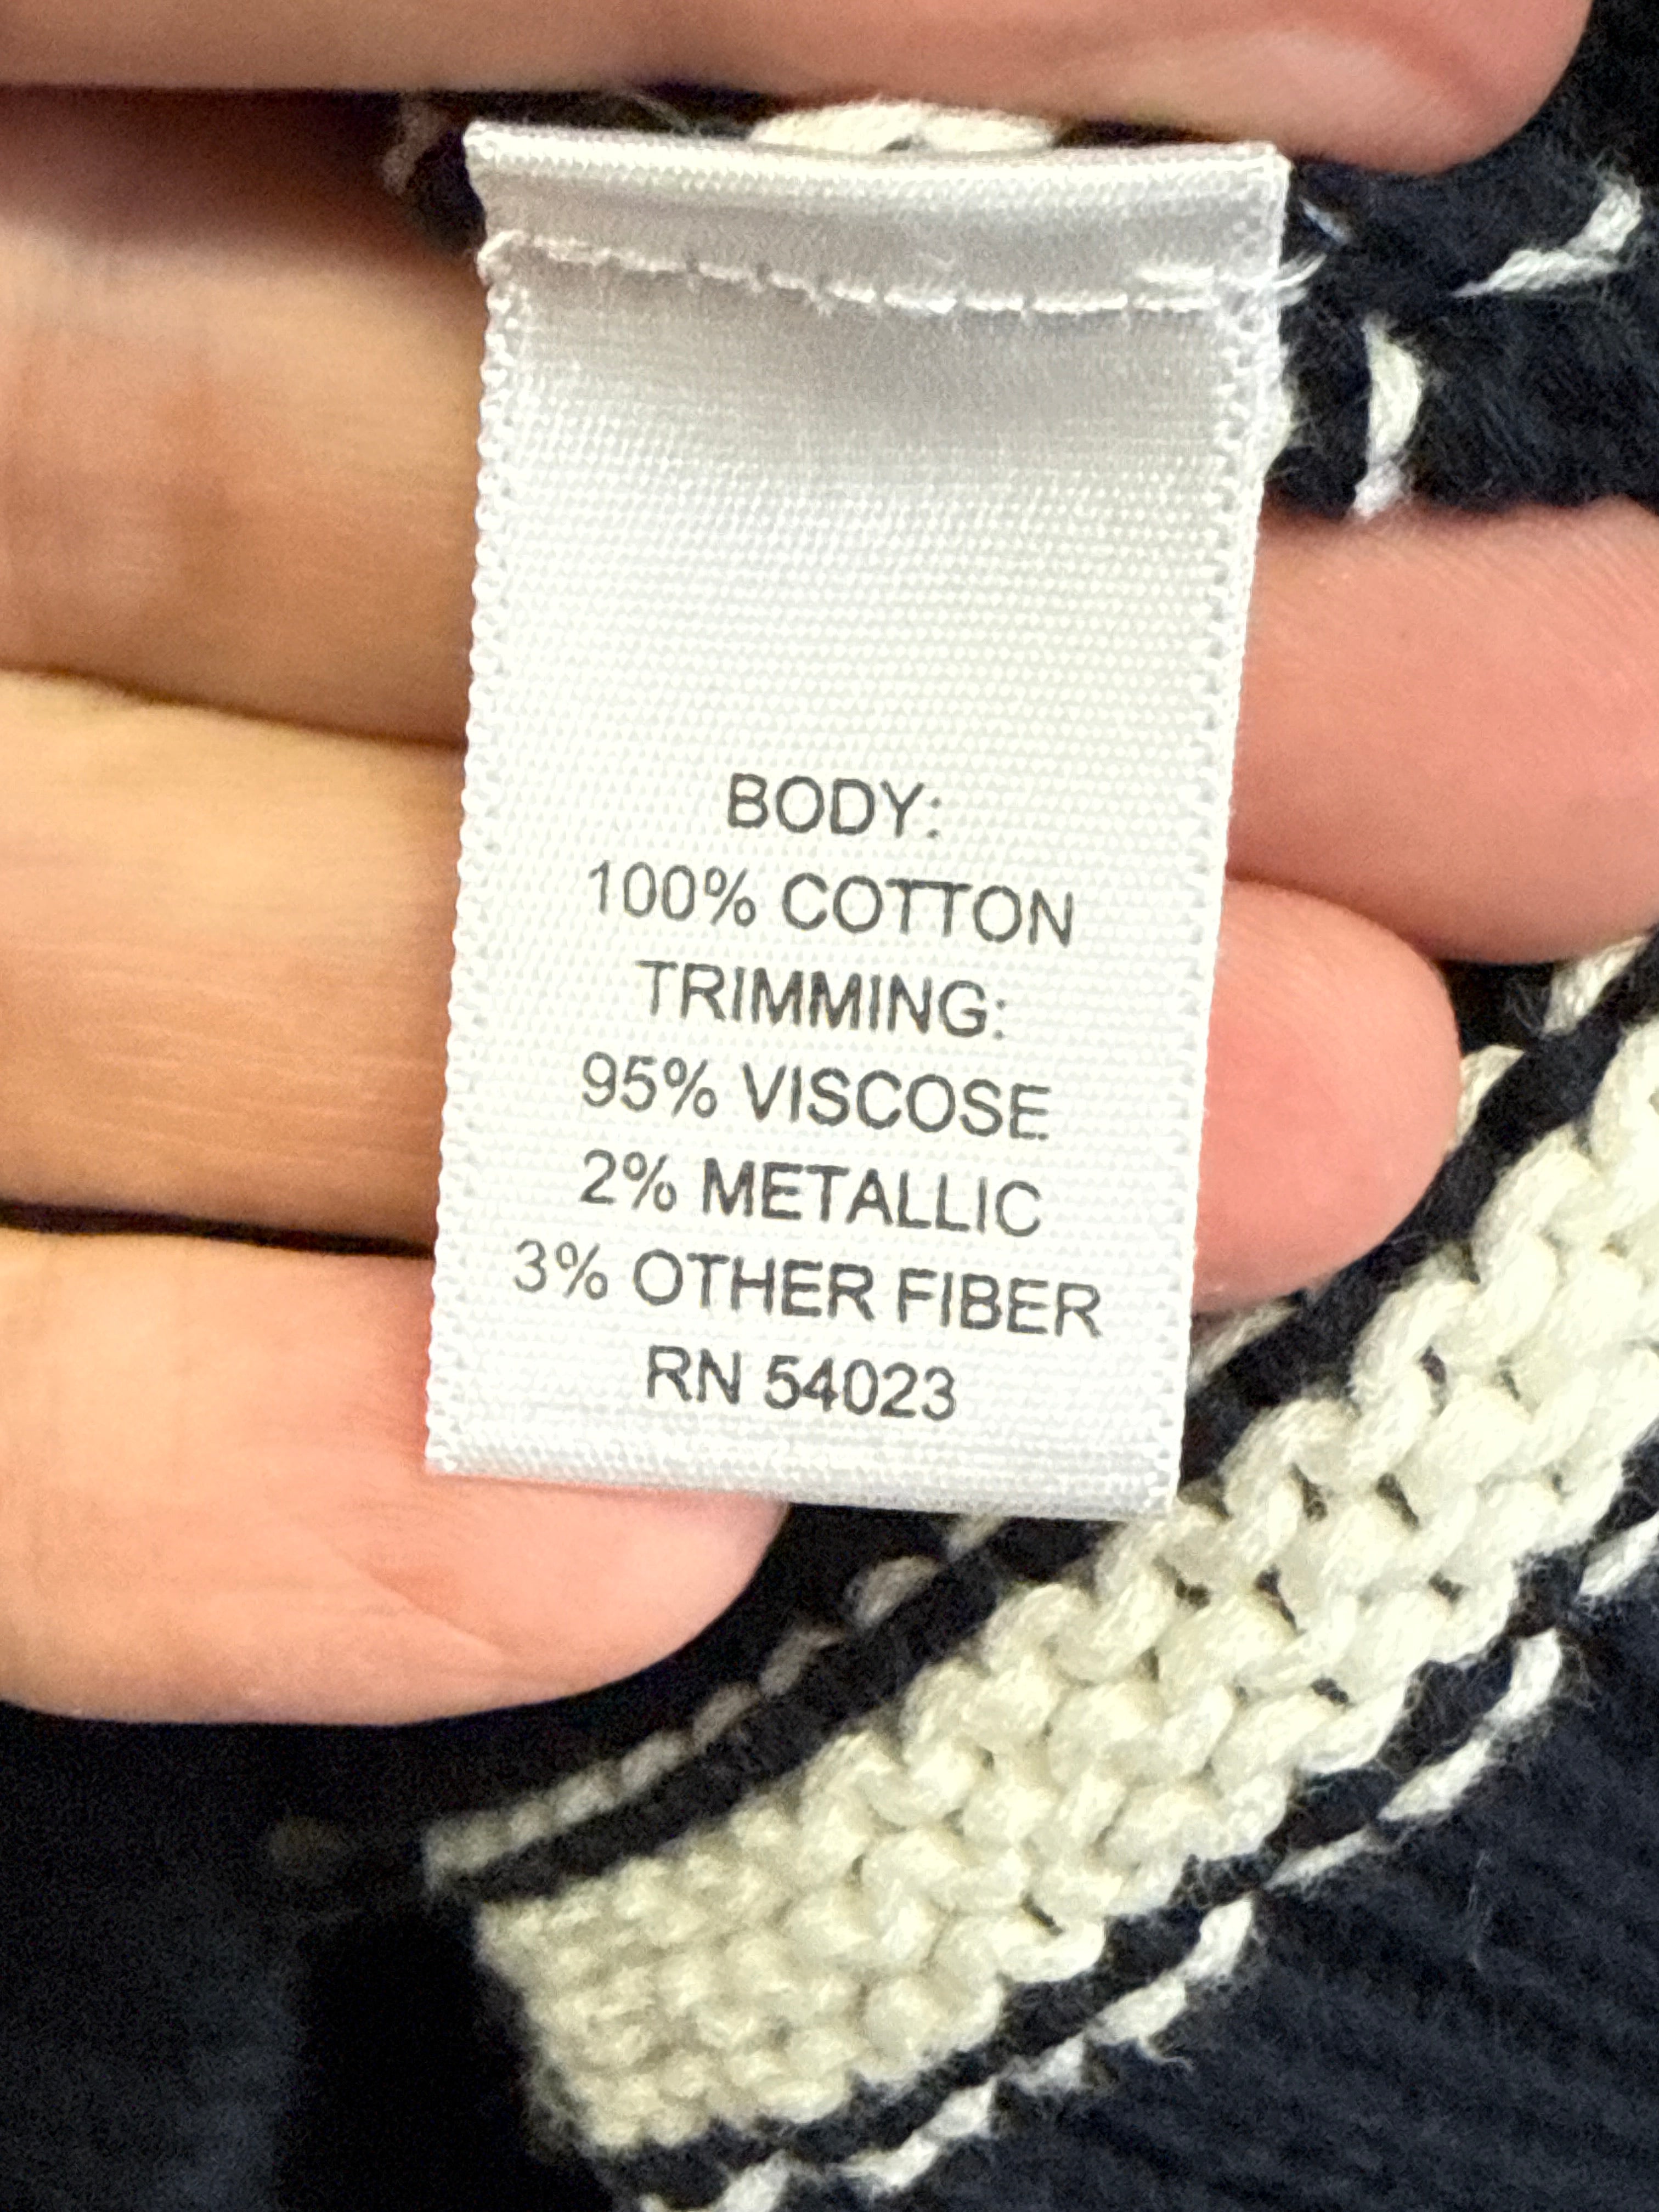 BODY:
100% COTTON
TRIMMING:
95% VISCOSE
2% METALLIC
3% OTHER FIBER
RN 54023